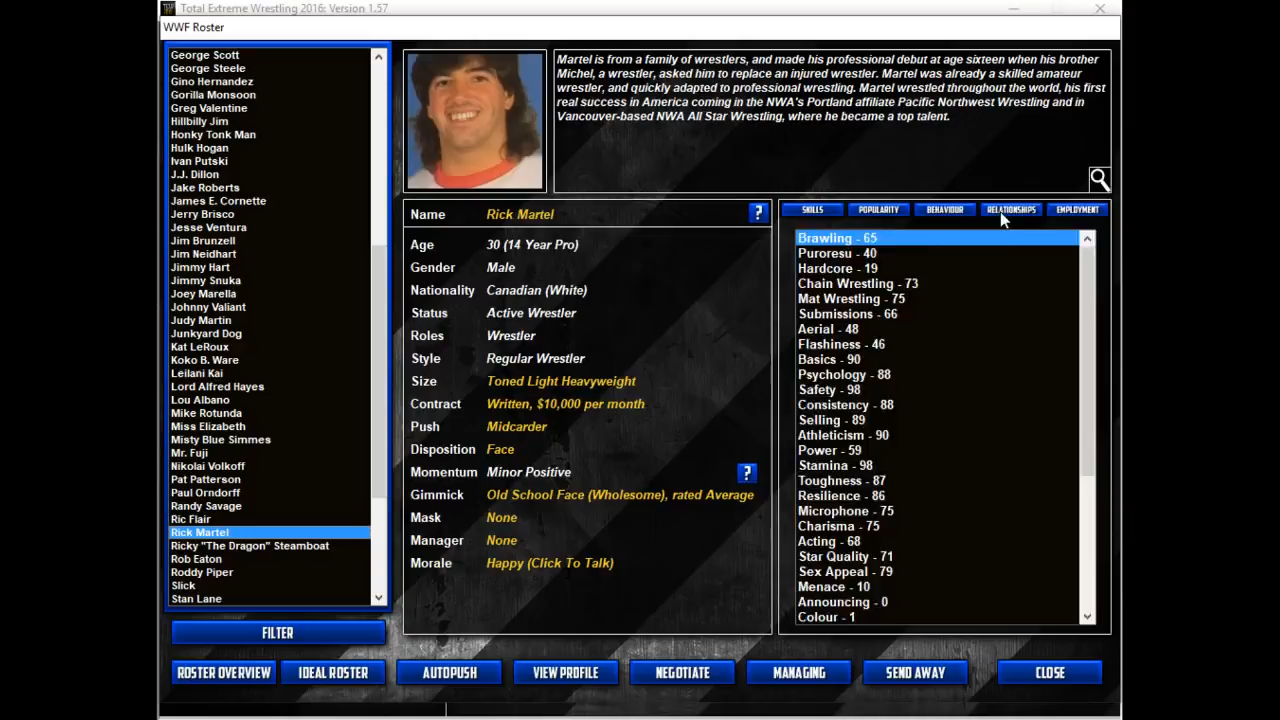 Total Extreme Wrestling 2016: Version 1.57
WWF Roster
George Scott
George Steele
Gino Hernandez
Gorilla Monsoon
Greg Valentine
Hillbilly Jim
Honky Tonk Man
Hulk Hogan
Ivan Putski
J.J. Dillon
Jake Roberts
James E. Cornette
Jerry Brisco
Jesse Ventura
Jim Brunzell
Jim Neidhart
Jimmy Hart
Jimmy Snuka
Joey Marella
Johnny Valiant
Judy Martin
Junkyard Dog
Kat LeRoux
Koko B. Ware
Leilani Kai
Lord Alfred Hayes
Lou Albano
Mike Rotunda
Miss Elizabeth
Misty Blue Simmes
Mr. Fuji
Nikolai Volkoff
Pat Patterson
Paul Orndorff
Randy Savage
Ric Flair
Rick Martel
Ricky "The Dragon" Steamboat
Rob Eaton
Roddy Piper
Slick
Stan Lane
FILTER
Martel is from a family of wrestlers, and made his professional debut at age sixteen when his brother
Michel, a wrestler, asked him to replace an injured wrestler. Martel was already a skilled amateur
wrestler, and quickly adapted to professional wrestling. Martel wrestled throughout the world, his first
real success in America coming in the NWA's Portland affiliate Pacific Northwest Wrestling and in
Vancouver-based NWA All Star Wrestling, where he became a top talent.
Name Rick Martel ?
Age 30 (14 Year Pro)
Gender Male
Nationality Canadian (White)
Status Active Wrestler
Roles Wrestler
Style Regular Wrestler
Size Toned Light Heavyweight
Contract Written, $10,000 per month
Push Midcarder
Disposition Face
Momentum Minor Positive ?
Gimmick Old School Face (Wholesome), rated Average
Mask None
Manager None
Morale Happy (Click To Talk)
SKILLS POPULARITY BEHAVIOUR RELATIONSHIPS EMPLOYMENT
Brawling - 65
Puroresu - 40
Hardcore - 19
Chain Wrestling - 73
Mat Wrestling - 75
Submissions - 66
Aerial - 48
Flashiness - 46
Basics - 90
Psychology - 88
Safety - 98
Consistency - 88
Selling - 89
Athleticism - 90
Power - 59
Stamina - 98
Toughness - 87
Resilience - 86
Microphone - 75
Charisma - 75
Acting - 68
Star Quality - 71
Sex Appeal - 79
Menace - 10
Announcing - 0
Colour - 1
ROSTER OVERVIEW IDEAL ROSTER AUTOPUSH VIEW PROFILE NEGOTIATE MANAGING SEND AWAY CLOSE